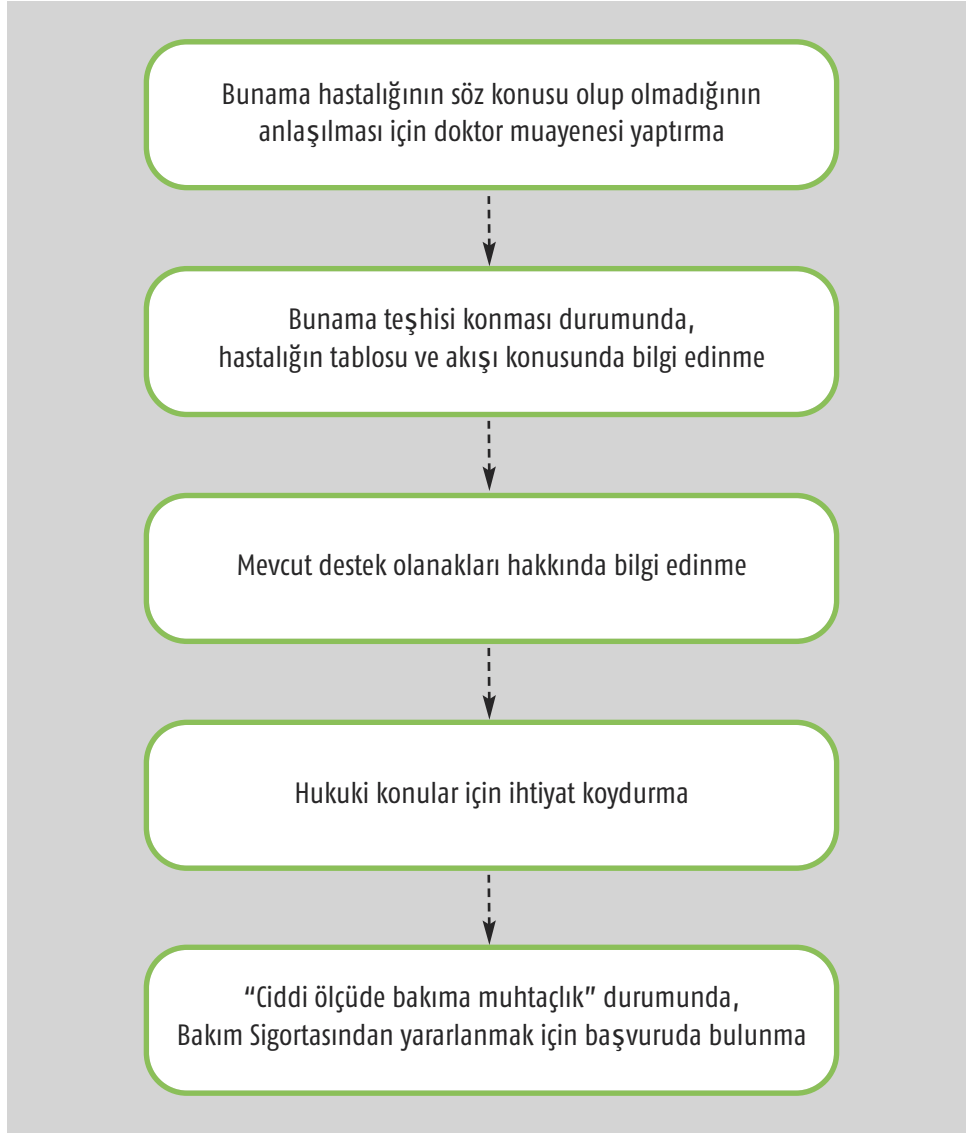 Bunama hastalığının söz konusu olup olmadığının
anlaşılması için doktor muayenesi yaptırma
Bunama teşhisi konması durumunda,
hastalığın tablosu ve akışı konusunda bilgi edinme
Mevcut destek olanakları hakkında bilgi edinme
Hukuki konular için ihtiyat koydurma
“Ciddi ölçüde bakıma muhtaçlık” durumunda,
Bakım Sigortasından yararlanmak için başvuruda bulunma